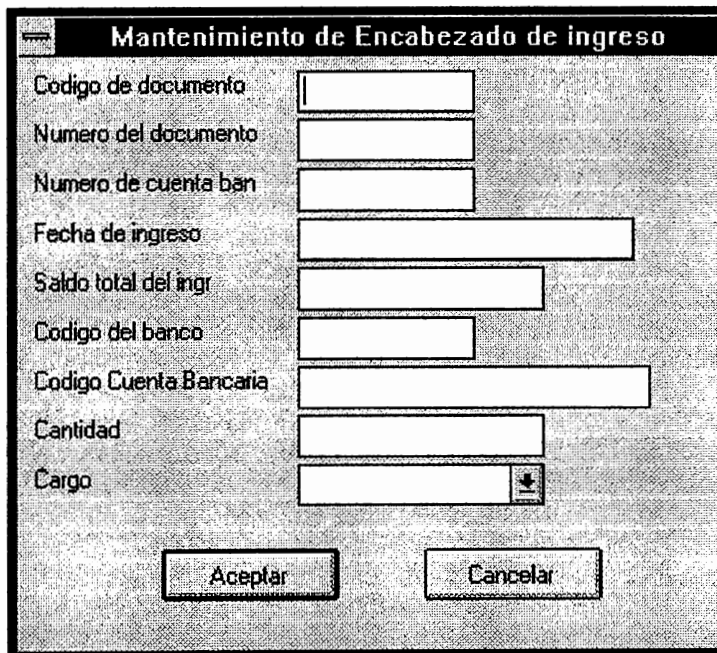 Mantenimiento de Encabezado de ingreso
Codigo de documento
Numero del documento
Numero de cuenta ban
Fecha de ingreso
Saldo total del ingr
Codigo del banco
Codigo Cuenta Bancaria
Cantidad
Cargo
Aceptar Cancelar